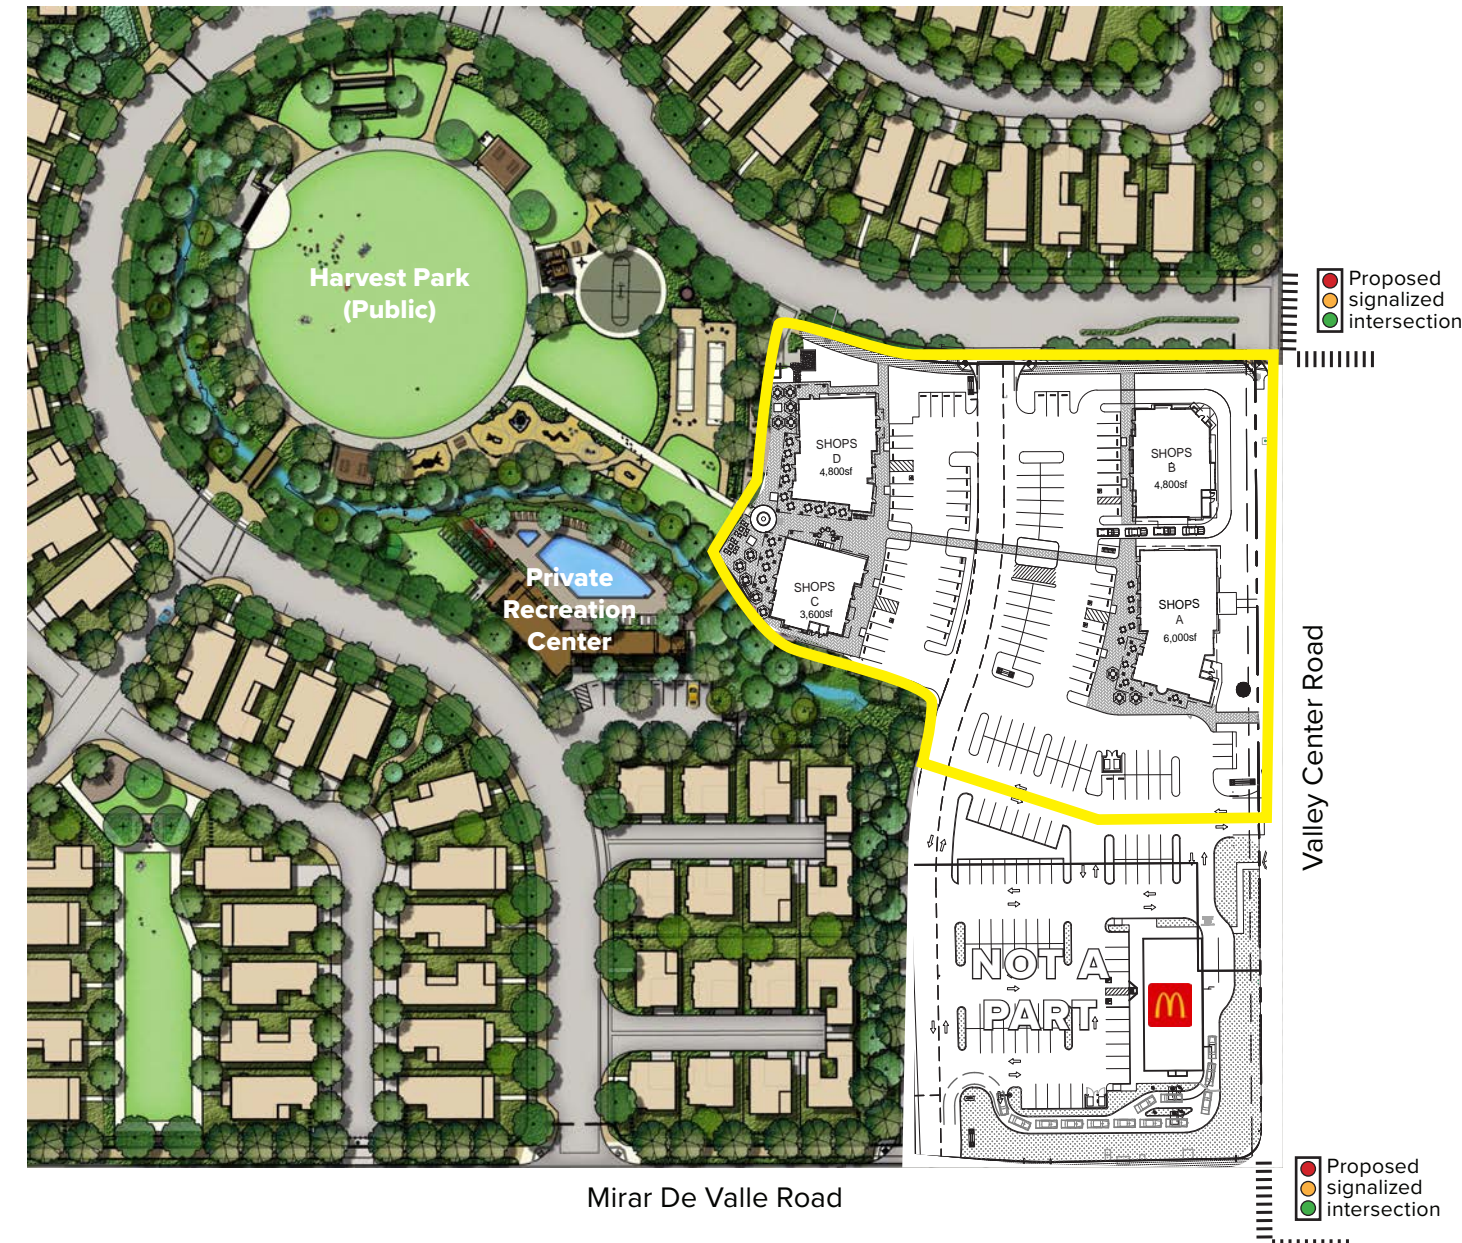 Harvest Park
(Public)
Proposed
signalized
intersection
SHOPS
D
4,800sf
SHOPS
B
4,800sf
Private
Recreation
Center
SHOPS
C
3,600sf
SHOPS
A
6,000sf
Valley Center Road
NOT A
PART
Mirar De Valle Road
Proposed
signalized
intersection